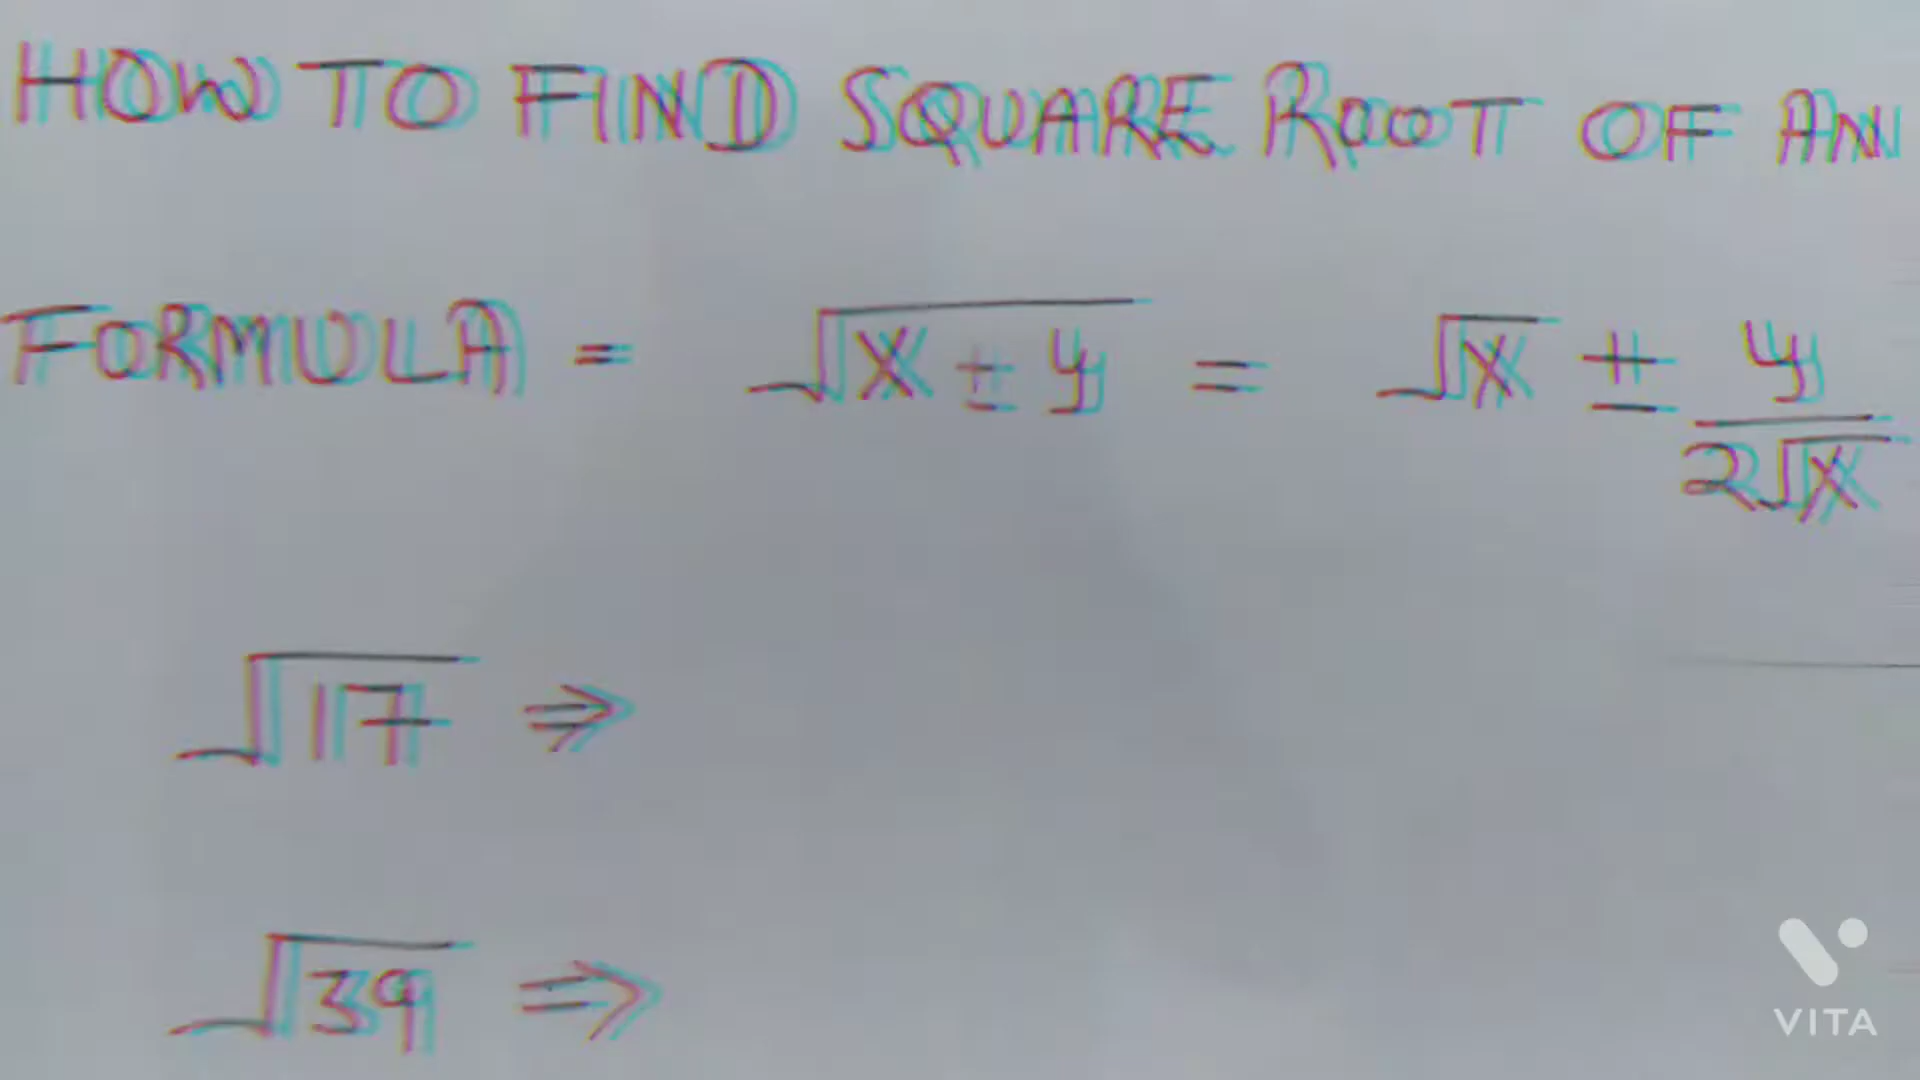 HOW TO FIND SQUARE ROOT OF AN
FORMULA = √x ± y = √x ± y/2√x
√17 ⇒
√39 ⇒
VITA